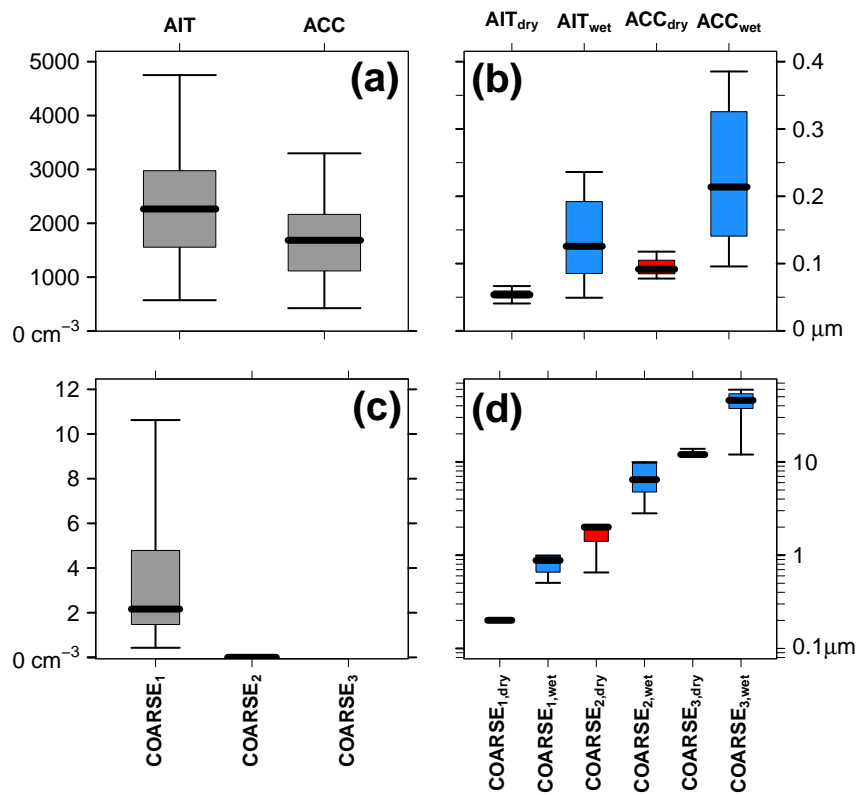 AIT ACC
(a)
5000
4000
3000
2000
1000
0 cm⁻³
AIT_dry AIT_wet ACC_dry ACC_wet
(b)
0.4
0.3
0.2
0.1
0 μm
(c)
12
10
8
6
4
2
0 cm⁻³
COARSE₁
COARSE₂
COARSE₃
(d)
10
1
0.1μm
COARSE_1,dry
COARSE_1,wet
COARSE_2,dry
COARSE_2,wet
COARSE_3,dry
COARSE_3,wet